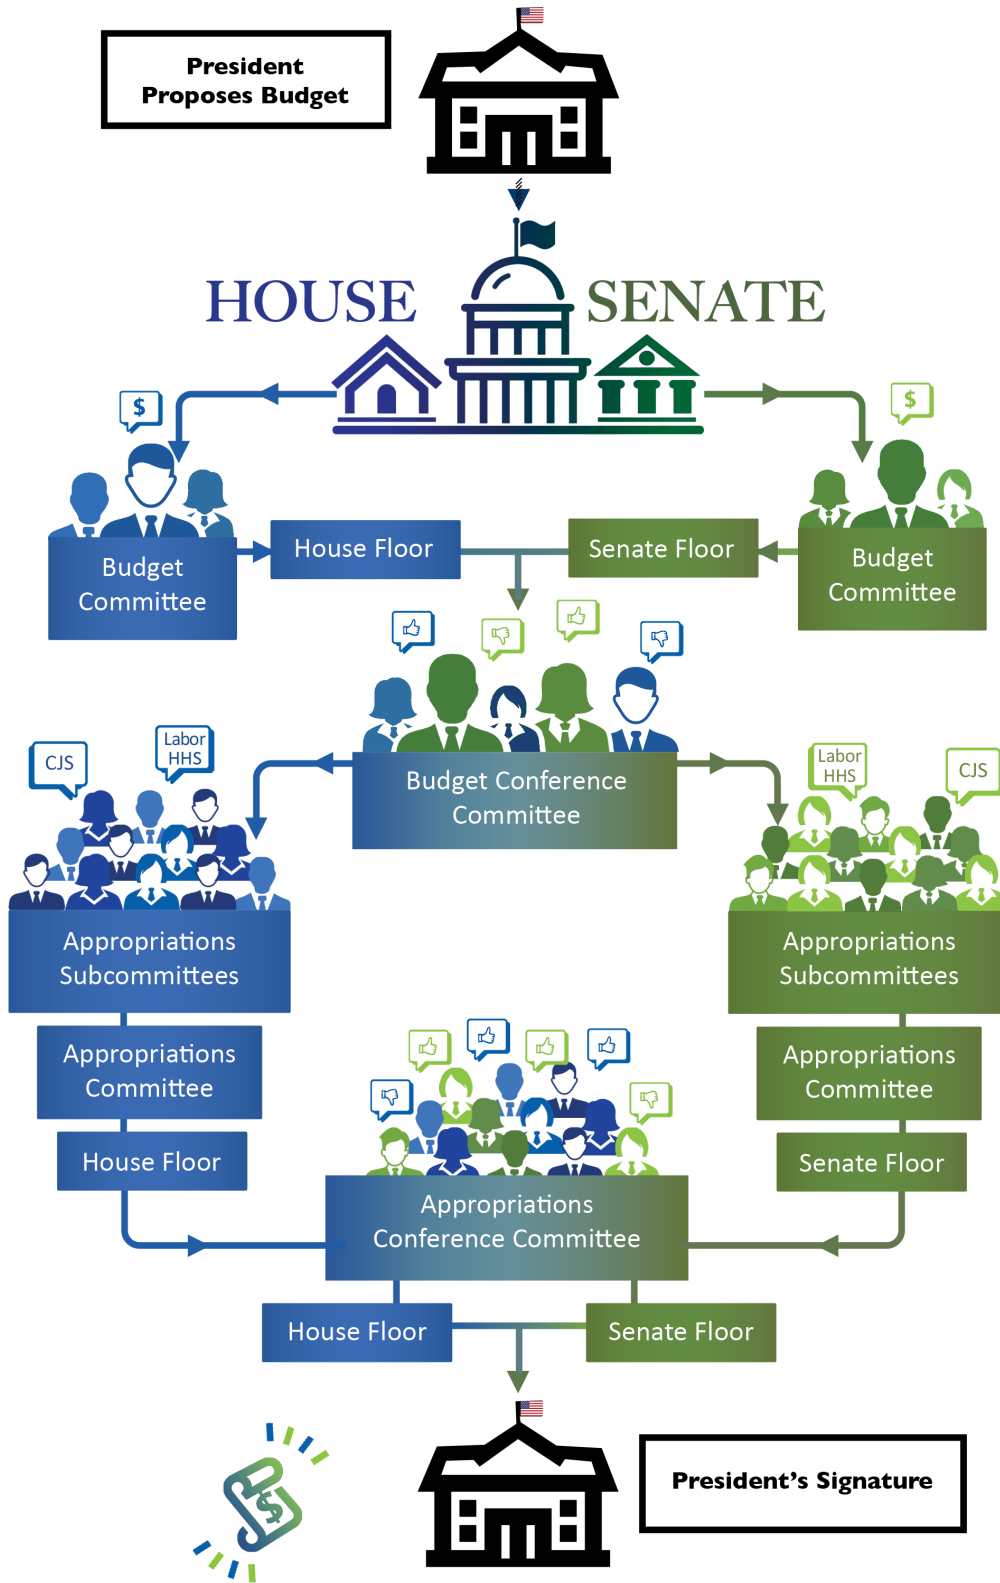 President
Proposes Budget
HOUSE
SENATE
$
$
Budget
Committee
House Floor
Senate Floor
Budget
Committee
CJS
Labor
HHS
Budget Conference
Committee
Labor
HHS
CJS
Appropriations
Subcommittees
Appropriations
Subcommittees
Appropriations
Committee
Appropriations
Committee
House Floor
Senate Floor
Appropriations
Conference Committee
House Floor
Senate Floor
$
President's Signature